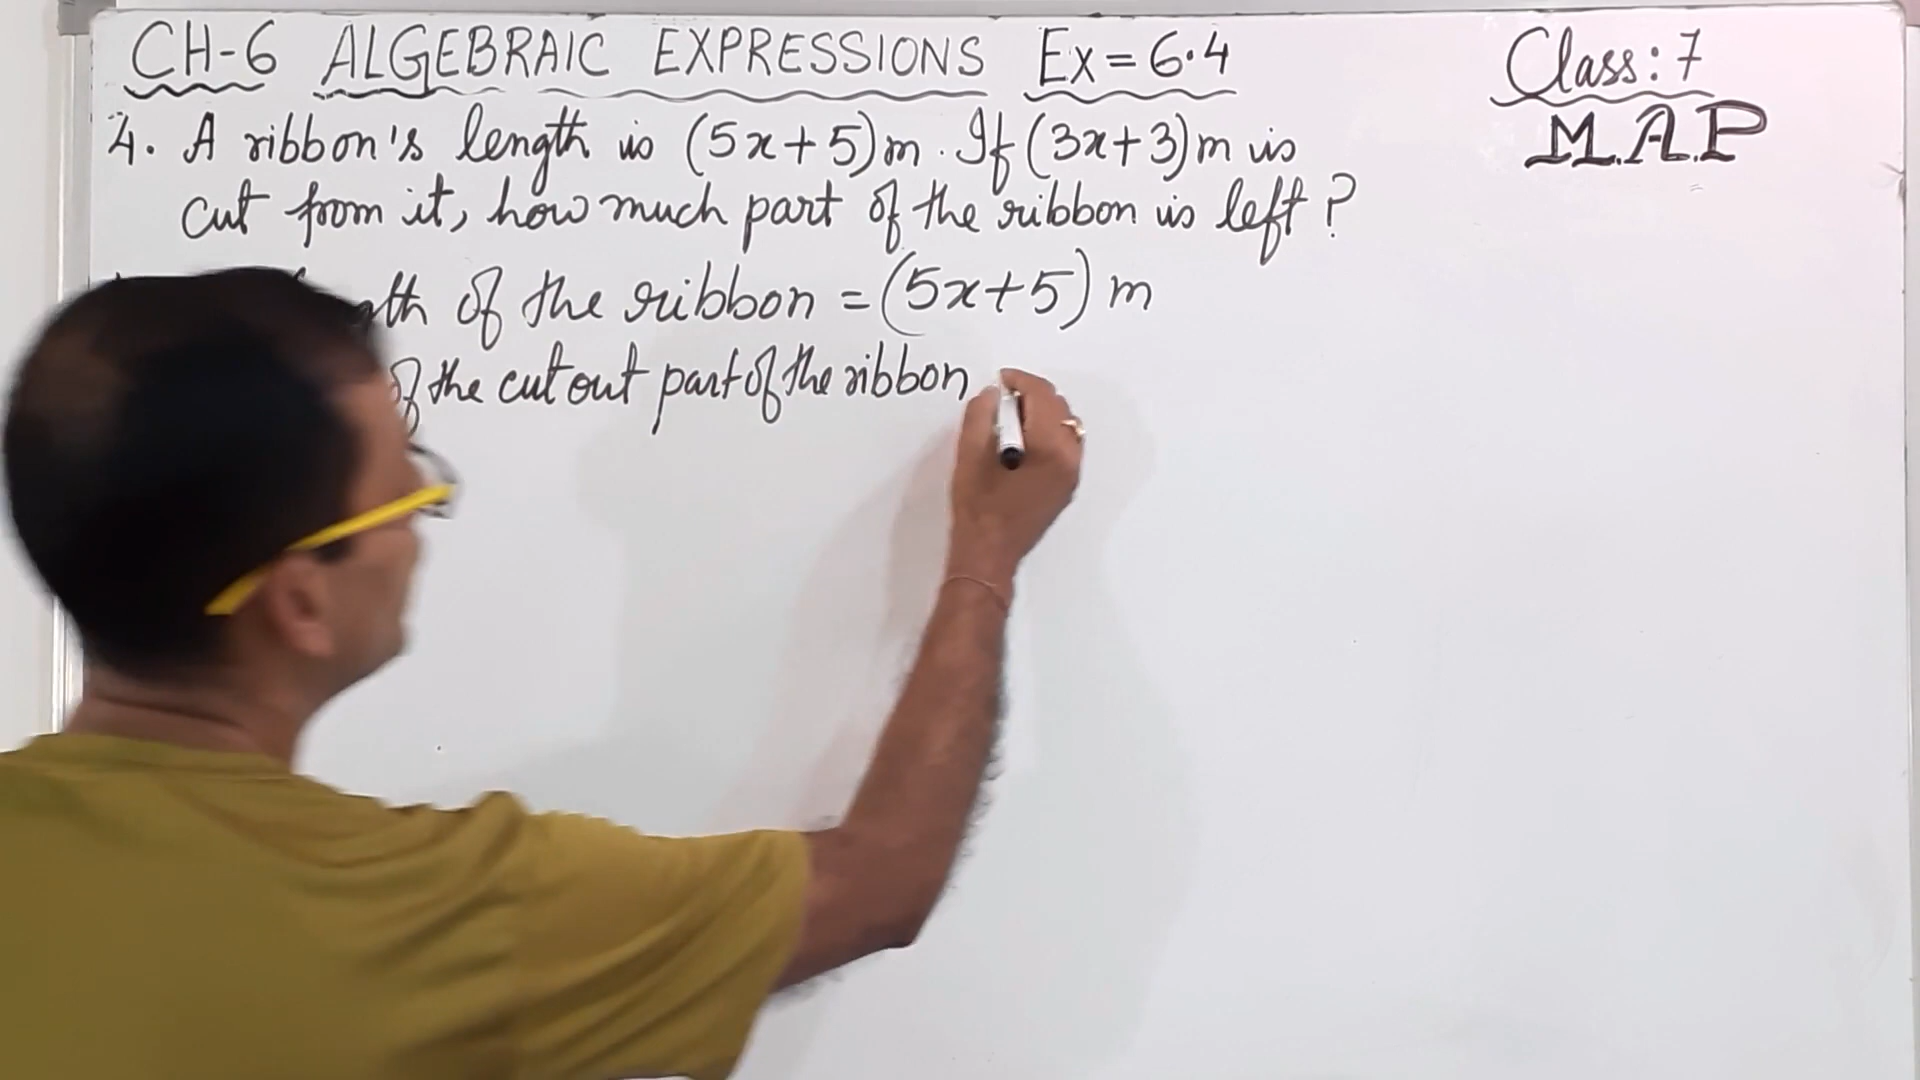 CH-6 ALGEBRAIC EXPRESSIONS Ex=6.4
Class: 7
M.A.P
4. A ribbon's length is (5x+5)m. If (3x+3)m is
cut from it, how much part of the ribbon is left?
of the ribbon = (5x+5) m
of the cut out part of the ribbon